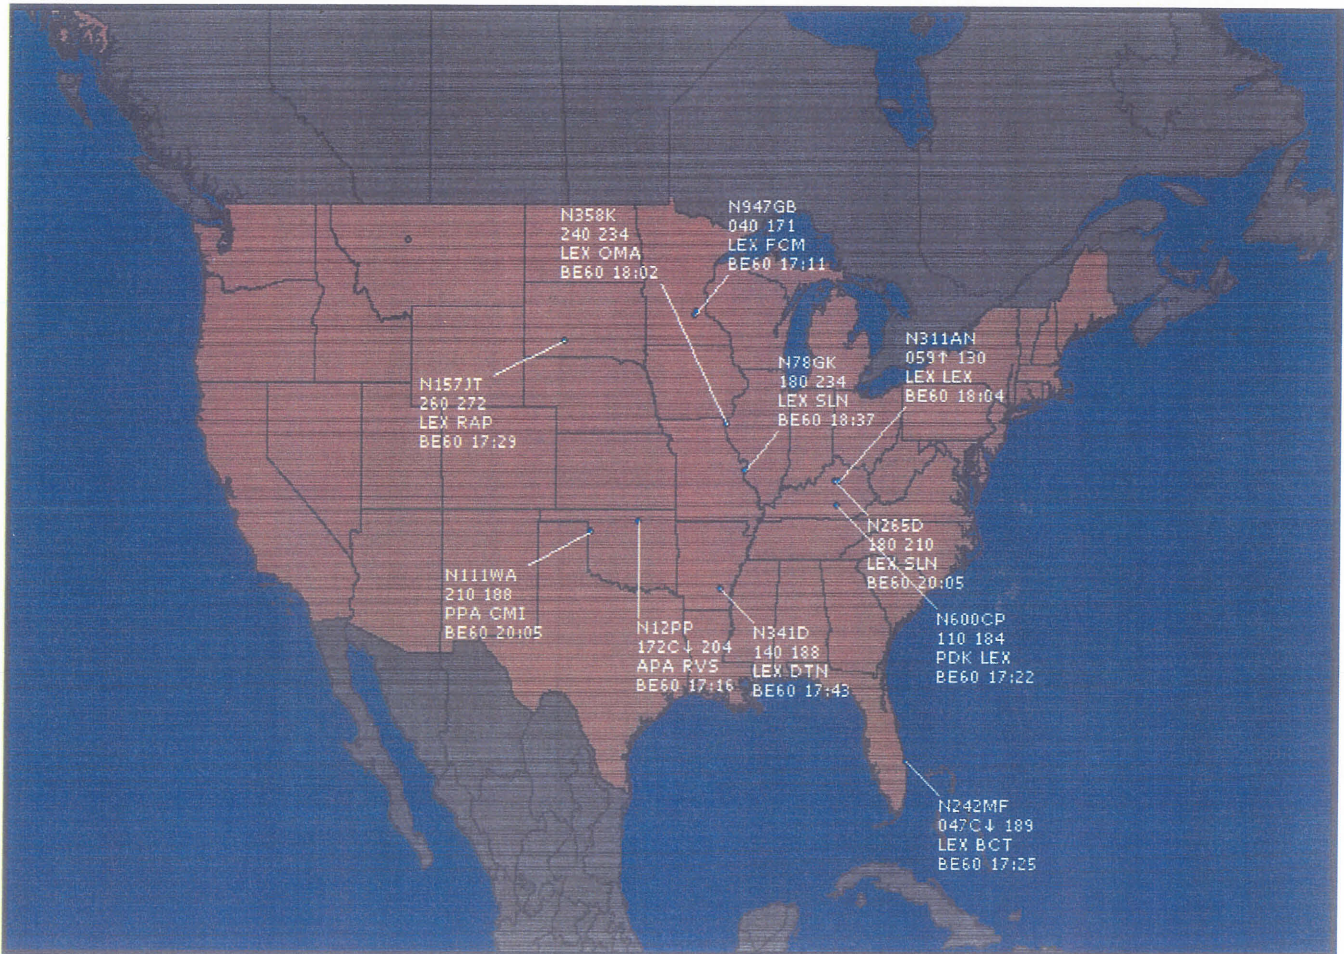 N358K
240 234
LEX OMA
BE60 18:02
N947GB
040 171
LEX FCM
BE60 17:11
N311AN
059↑ 130
LEX LEX
BE60 18:04
N78GK
180 234
LEX SLN
BE60 18:37
N157JT
260 272
LEX RAP
BE60 17:29
N265D
180 210
LEX SLN
BE60 20:05
N111WA
210 188
PPA CMI
BE60 20:05
N12PP
172C↓ 204
APA RVS
BE60 17:16
N341D
140 188
LEX DTN
BE60 17:43
N600CP
110 184
PDK LEX
BE60 17:22
N242MF
047C↓ 189
LEX BCT
BE60 17:25